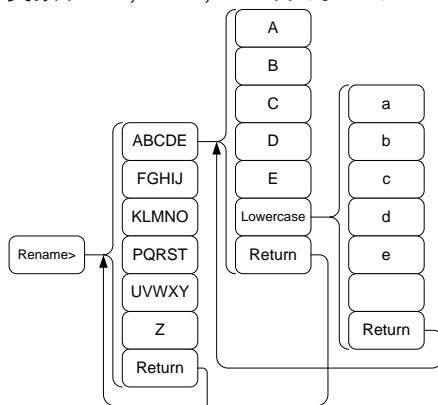 Rename>
ABCDE
FGHIJ
KLMNO
PQRST
UVWXY
Z
Return
A
B
C
D
E
Lowercase
Return
a
b
c
d
e
Return